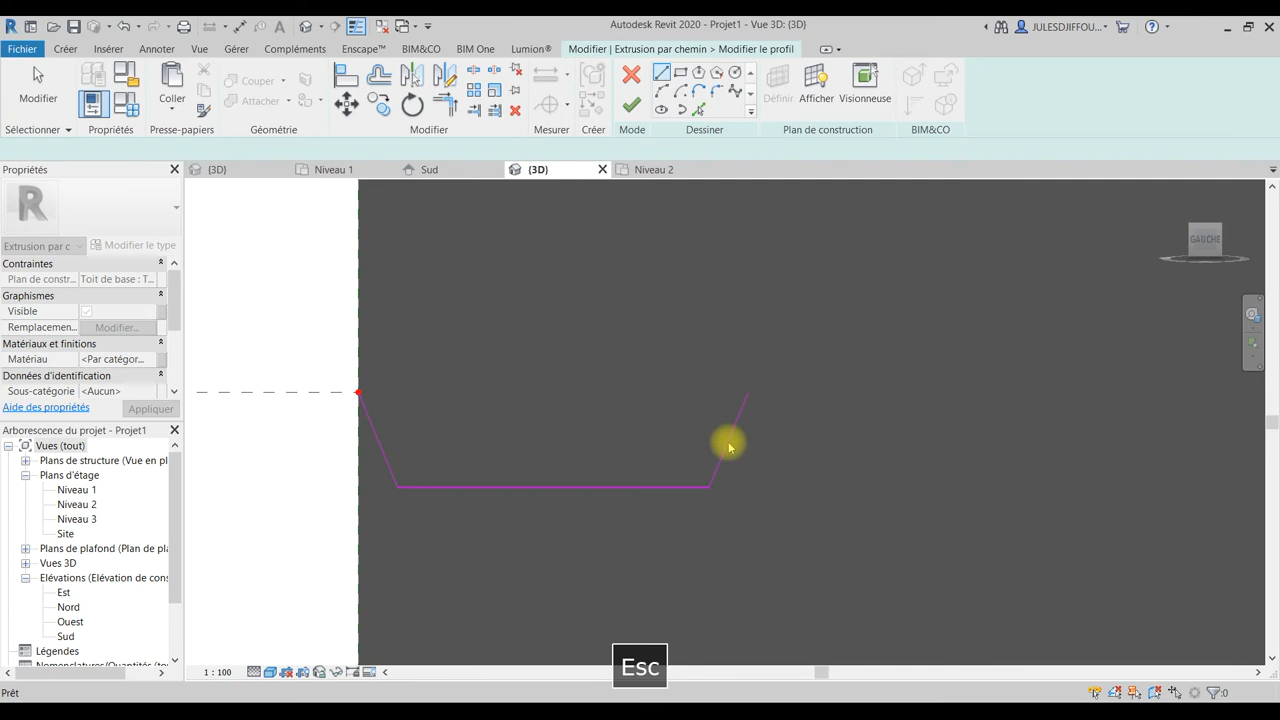 Autodesk Revit 2020 - Projet1 - Vue 3D: {3D}
JULESDJIFFOU...
Fichier
Créer
Insérer
Annoter
Vue
Gérer
Compléments
Enscape™
BIM&CO
BIM One
Lumion®
Modifier | Extrusion par chemin > Modifier le profil
Modifier
Coller
Couper
Attacher
Définir
Afficher
Visionneuse
Sélectionner
Propriétés
Presse-papiers
Géométrie
Modifier
Mesurer
Créer
Mode
Dessiner
Plan de construction
BIM&CO
Propriétés
{3D}
Niveau 1
Sud
{3D}
Niveau 2
R
Extrusion par c
Modifier le type
Contraintes
Plan de constr...
Toit de base : T...
Graphismes
Visible
Remplacemen...
Modifier...
Matériaux et finitions
Matériau
<Par catégor...
Données d'identification
Sous-catégorie
<Aucun>
Aide des propriétés
Appliquer
Arborescence du projet - Projet1
Vues (tout)
Plans de structure (Vue en pl
Plans d'étage
Niveau 1
Niveau 2
Niveau 3
Site
Plans de plafond (Plan de pla
Vues 3D
Elévations (Elévation de cons
Est
Nord
Ouest
Sud
Légendes
Nomenclatures/Quantités (to
GAUCHE
Esc
1 : 100
Prêt
:0